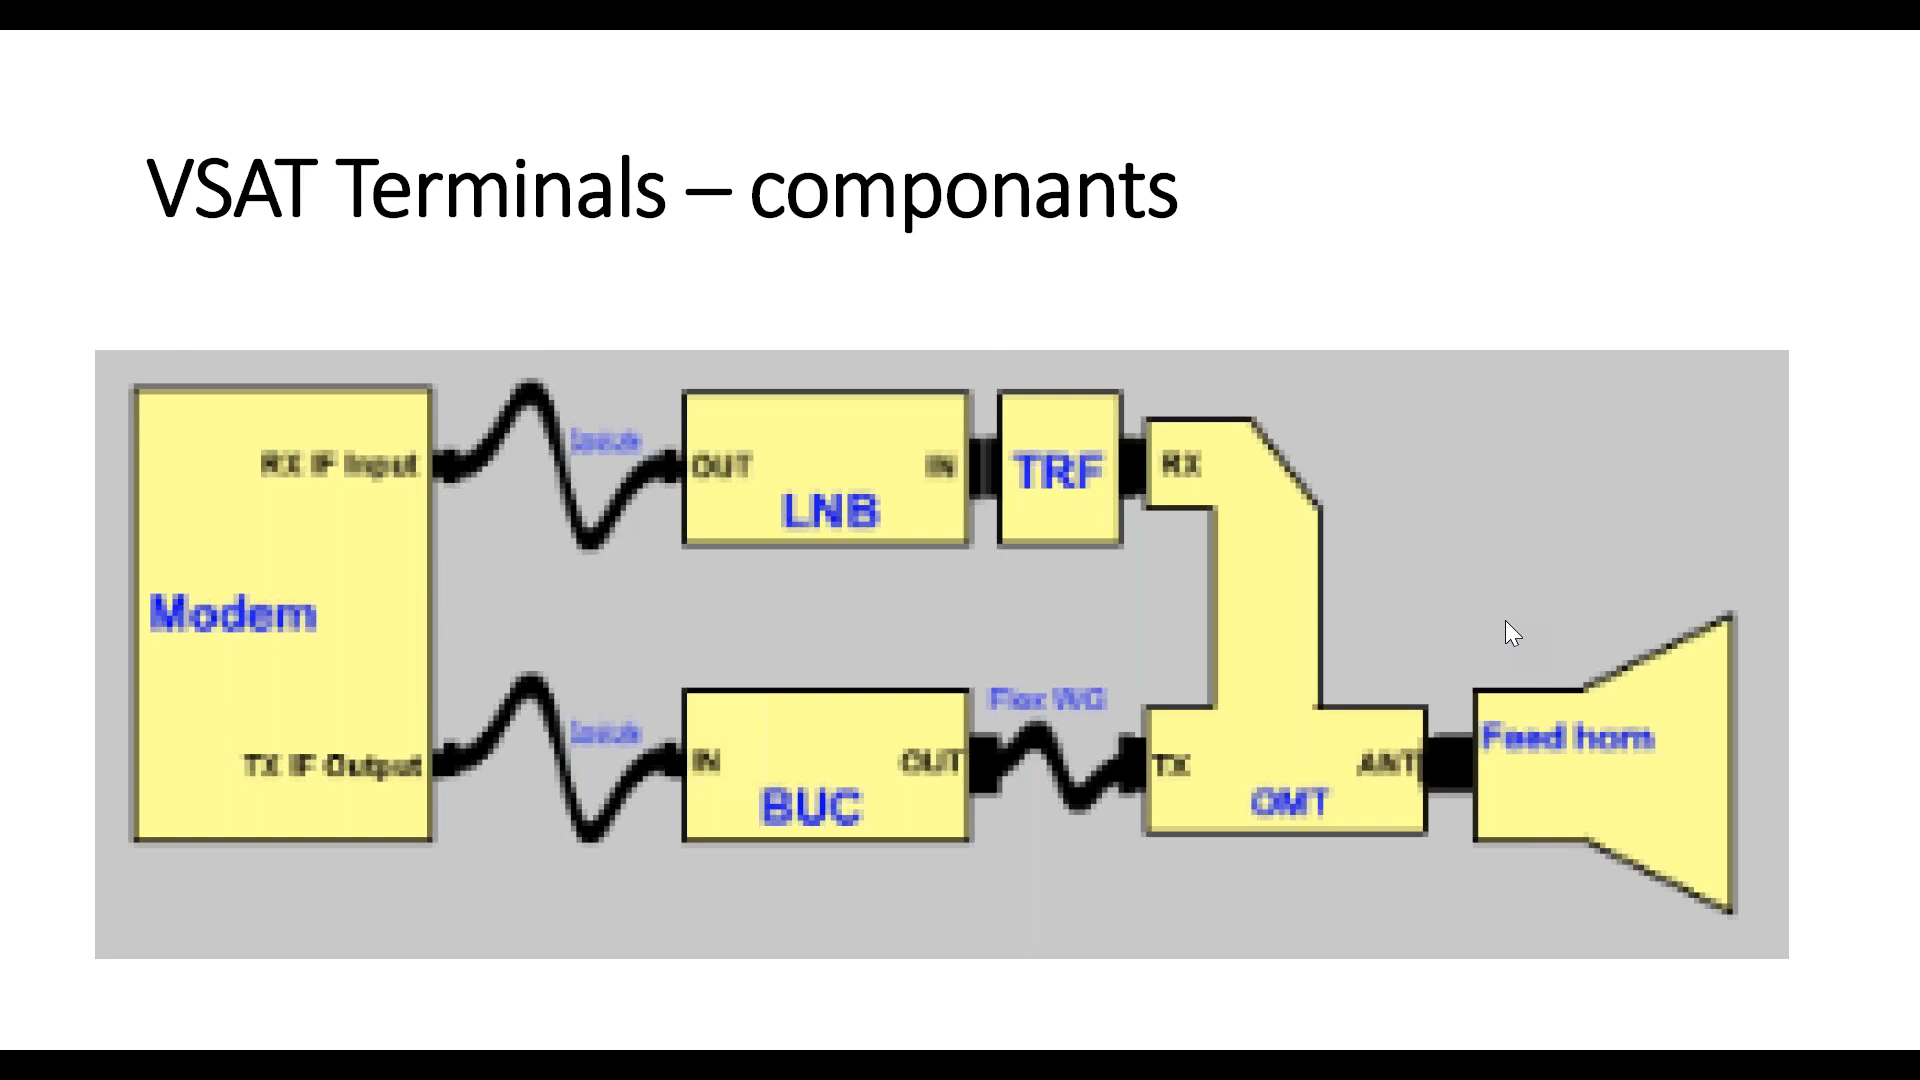 VSAT Terminals – componants
RX IF Input
OUT
IN
LNB
TRF
RX
Modem
TX IF Output
IN
OUT
BUC
Flex WG
TX
ANT
OMT
Feed horn